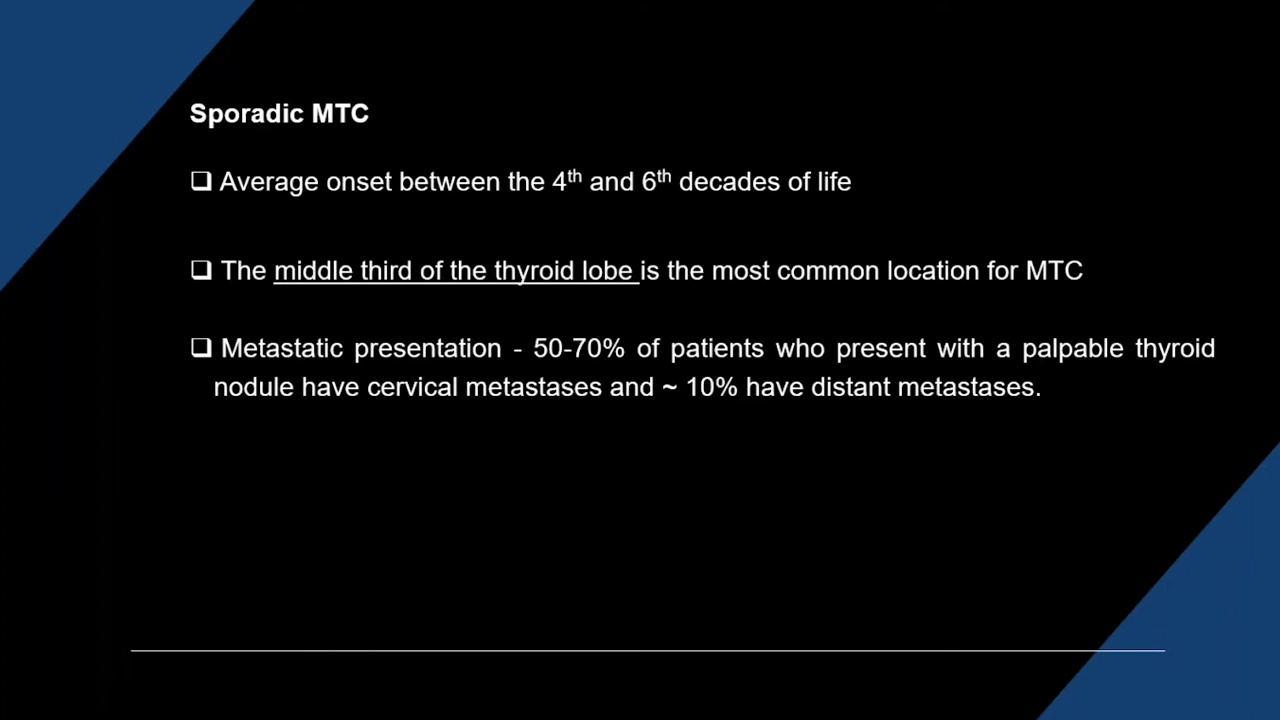 Sporadic MTC
❑ Average onset between the 4th and 6th decades of life
❑ The middle third of the thyroid lobe is the most common location for MTC
❑ Metastatic presentation - 50-70% of patients who present with a palpable thyroid
nodule have cervical metastases and ~ 10% have distant metastases.